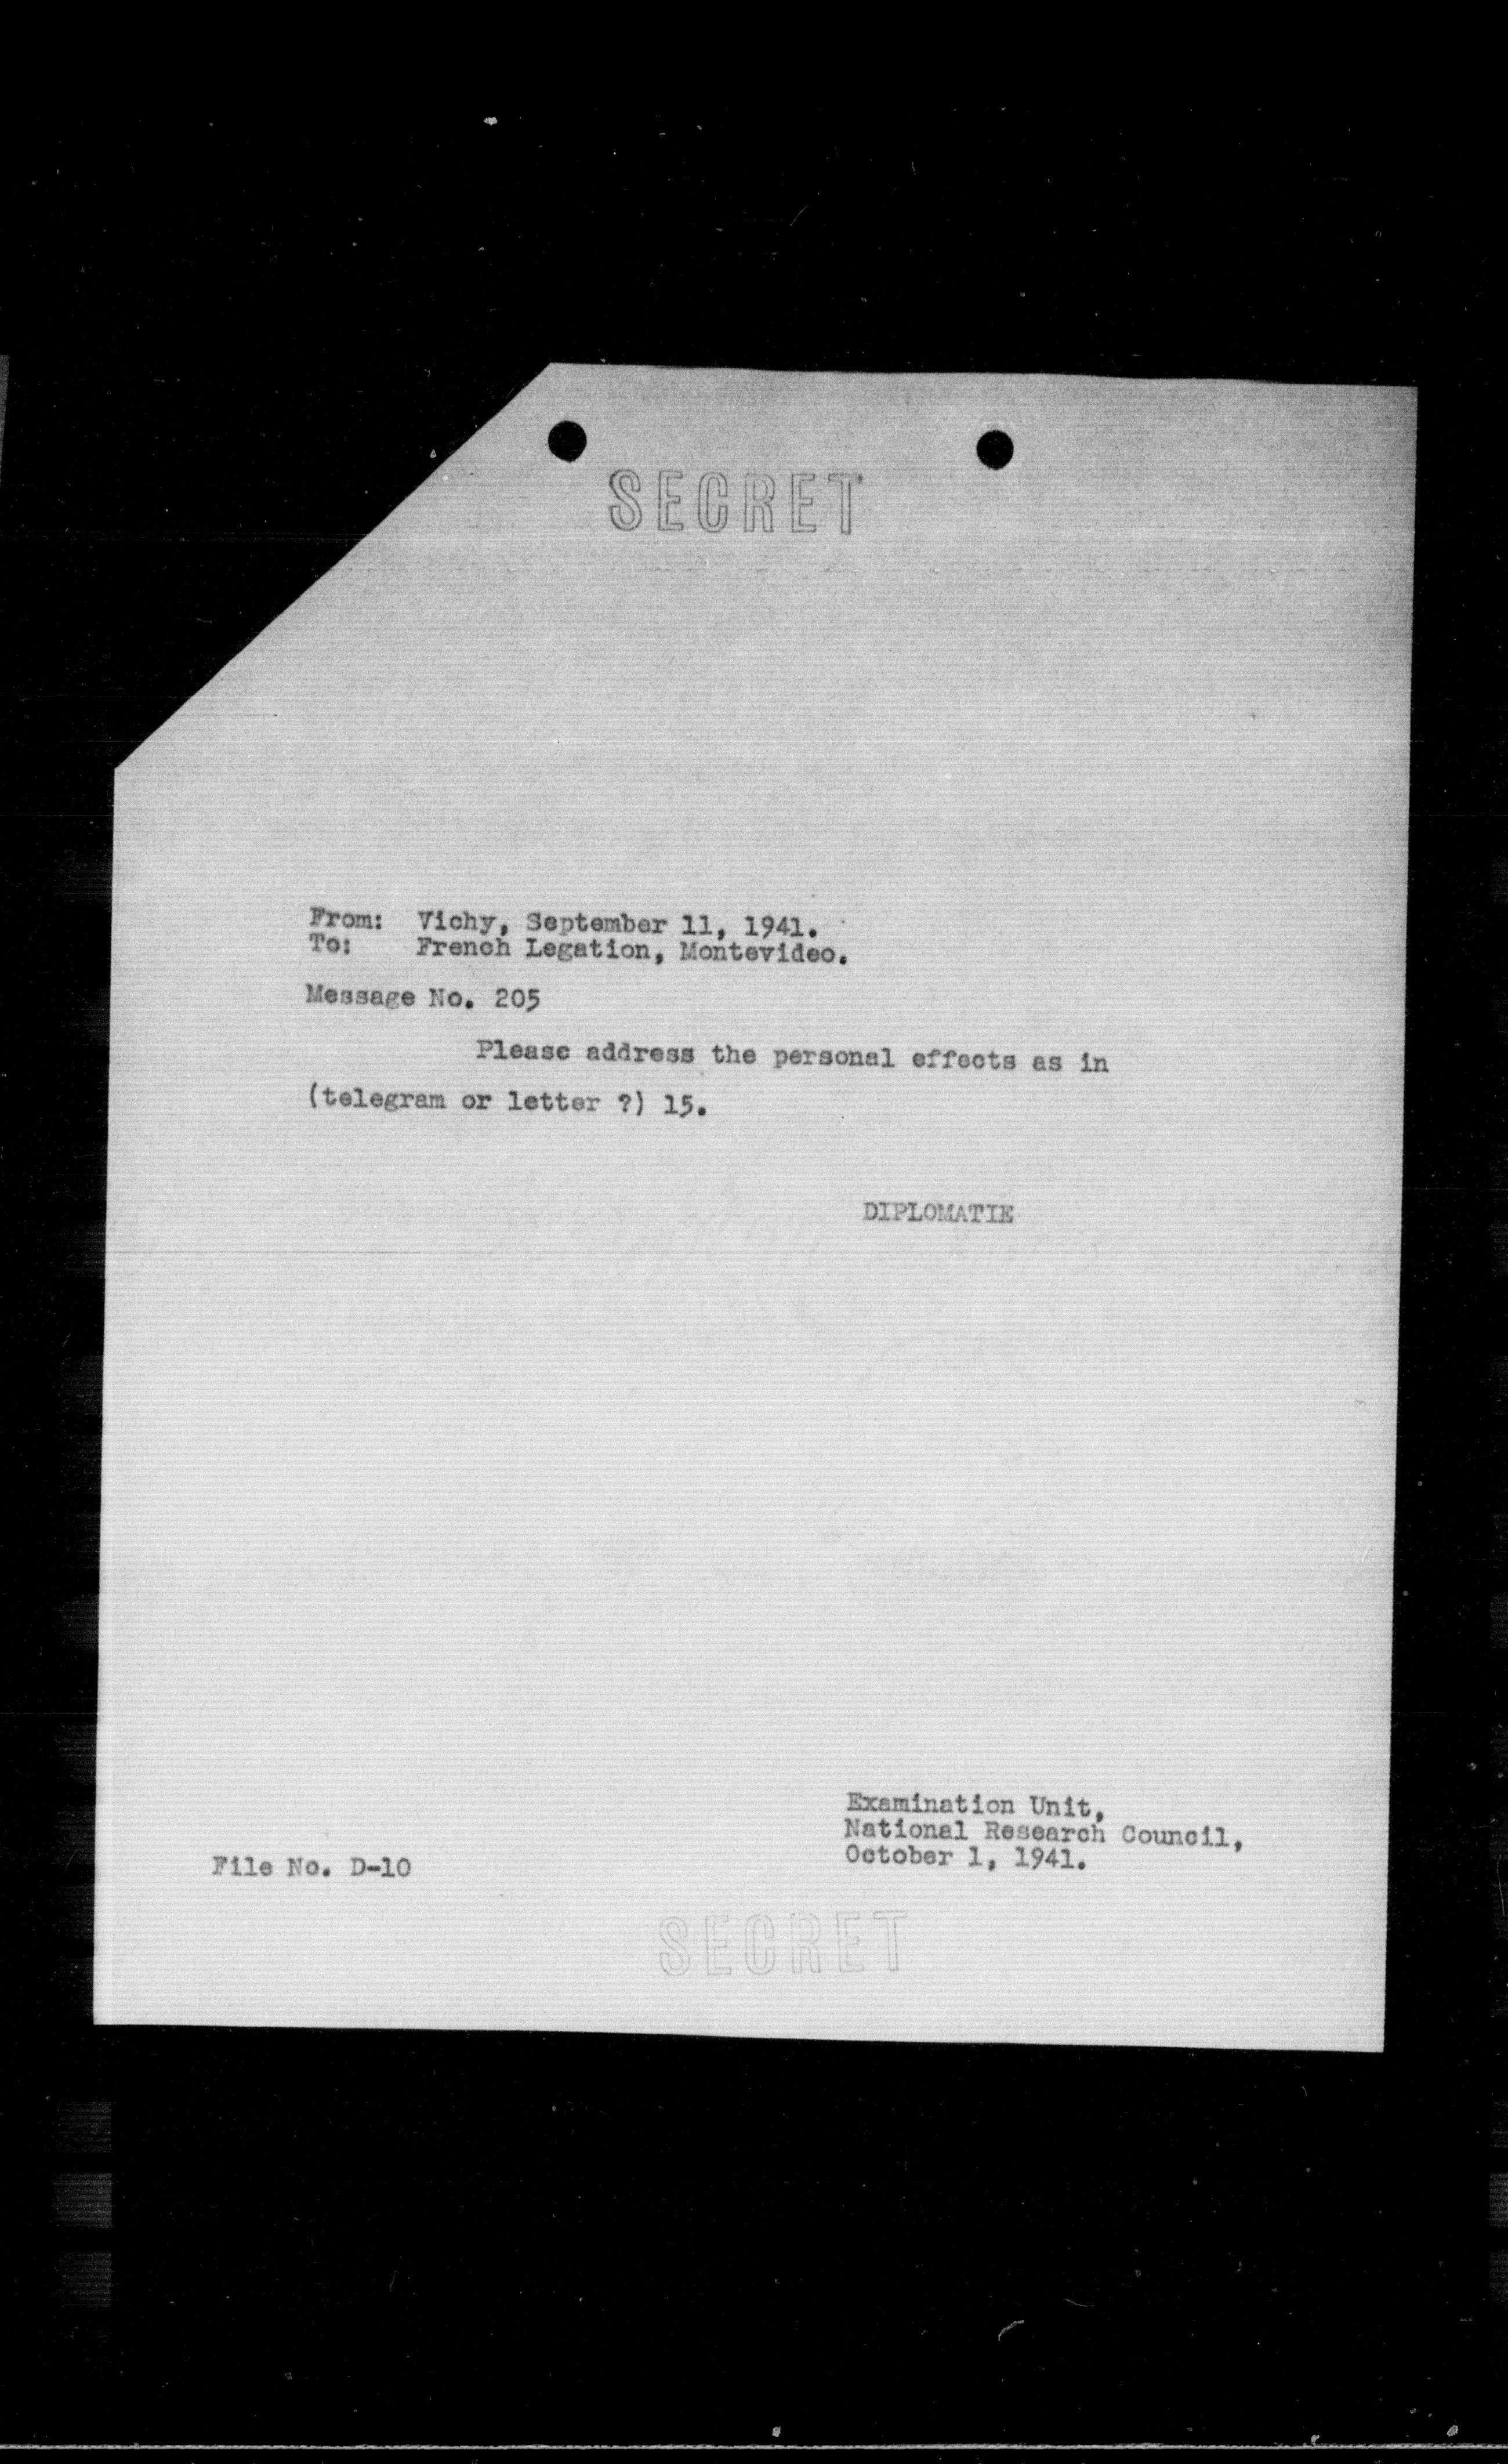 SECRET
From: Vichy, September 11, 1941.
To: French Legation, Montevideo.
Message No. 205
Please address the personal effects as in
(telegram or letter ?) 15.
DIPLOMATIE
Examination Unit,
National Research Council,
October 1, 1941.
File No. D-10
SECRET